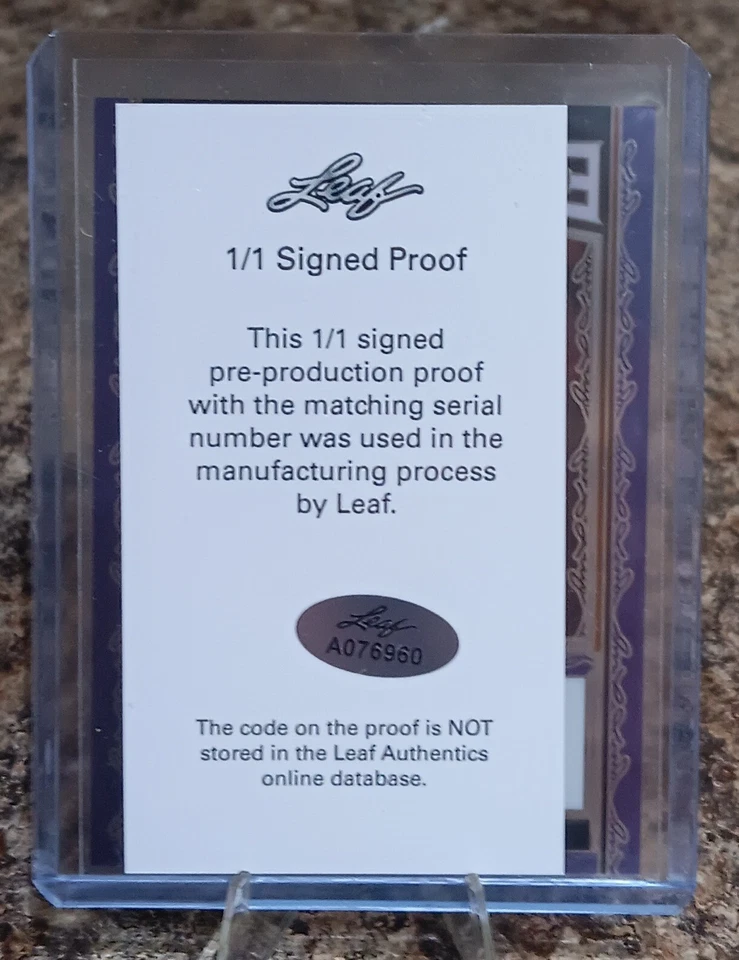 Leaf
1/1 Signed Proof
This 1/1 signed
pre-production proof
with the matching serial
number was used in the
manufacturing process
by Leaf.
Leaf
A076960
The code on the proof is NOT
stored in the Leaf Authentics
online database.